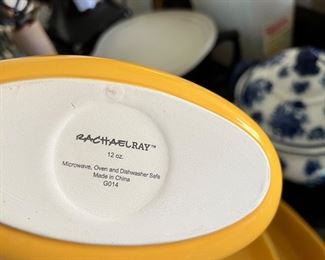 RACHAELRAY™
12 oz.
Microwave, Oven and Dishwasher Safe
Made in China
G014